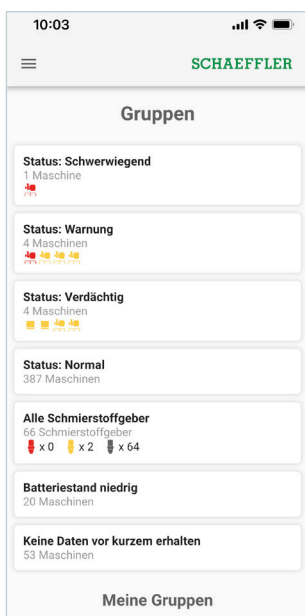 10:03
SCHAEFFLER
Gruppen
Status: Schwerwiegend
1 Maschine
Status: Warnung
4 Maschinen
Status: Verdächtig
4 Maschinen
Status: Normal
387 Maschinen
Alle Schmierstoffgeber
66 Schmierstoffgeber
x 0 x 2 x 64
Batteriestand niedrig
20 Maschinen
Keine Daten vor kurzem erhalten
53 Maschinen
Meine Gruppen